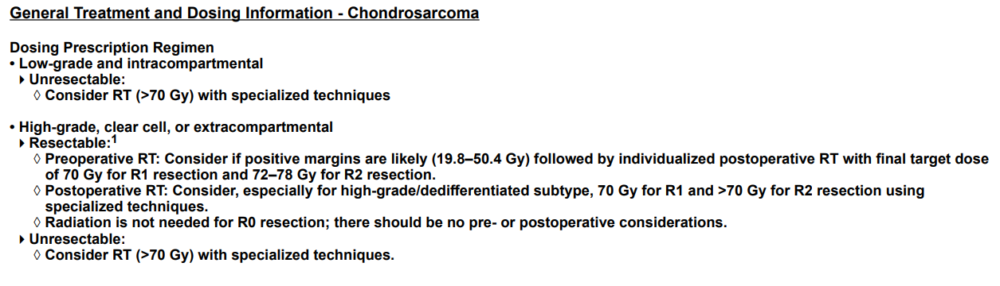 General Treatment and Dosing Information - Chondrosarcoma
Dosing Prescription Regimen
• Low-grade and intracompartmental
‣ Unresectable:
◊ Consider RT (>70 Gy) with specialized techniques
• High-grade, clear cell, or extracompartmental
‣ Resectable:1
◊ Preoperative RT: Consider if positive margins are likely (19.8–50.4 Gy) followed by individualized postoperative RT with final target dose
of 70 Gy for R1 resection and 72–78 Gy for R2 resection.
◊ Postoperative RT: Consider, especially for high-grade/dedifferentiated subtype, 70 Gy for R1 and >70 Gy for R2 resection using
specialized techniques.
◊ Radiation is not needed for R0 resection; there should be no pre- or postoperative considerations.
‣ Unresectable:
◊ Consider RT (>70 Gy) with specialized techniques.